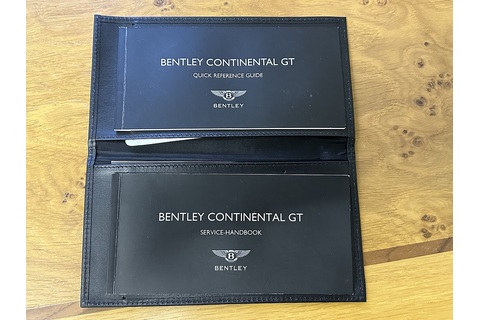 BENTLEY CONTINENTAL GT
QUICK REFERENCE GUIDE
B
BENTLEY
BENTLEY CONTINENTAL GT
SERVICE-HANDBOOK
B
BENTLEY